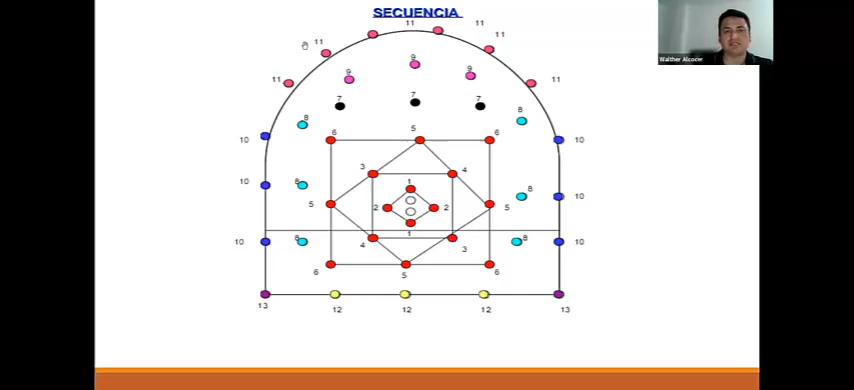 SECUENCIA
11
11 11
11
Walther Alcocer
9
9 9
11 11
7
7 7
8 8
6 5 6
10 10
3 4
1
10 8 8 10
5 2 2 5
1
10 8 4 3 8 10
6 5 6
13 12 12 12 13